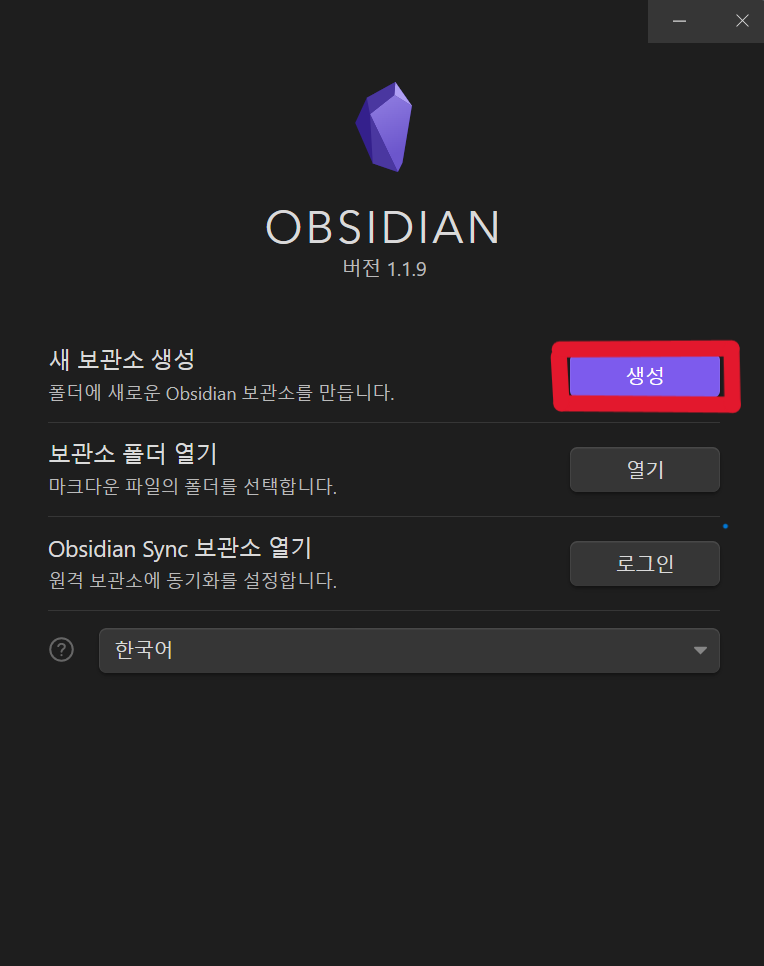 OBSIDIAN
버전 1.1.9
새 보관소 생성
폴더에 새로운 Obsidian 보관소를 만듭니다.
생성
보관소 폴더 열기
마크다운 파일의 폴더를 선택합니다.
열기
Obsidian Sync 보관소 열기
원격 보관소에 동기화를 설정합니다.
로그인
?
한국어